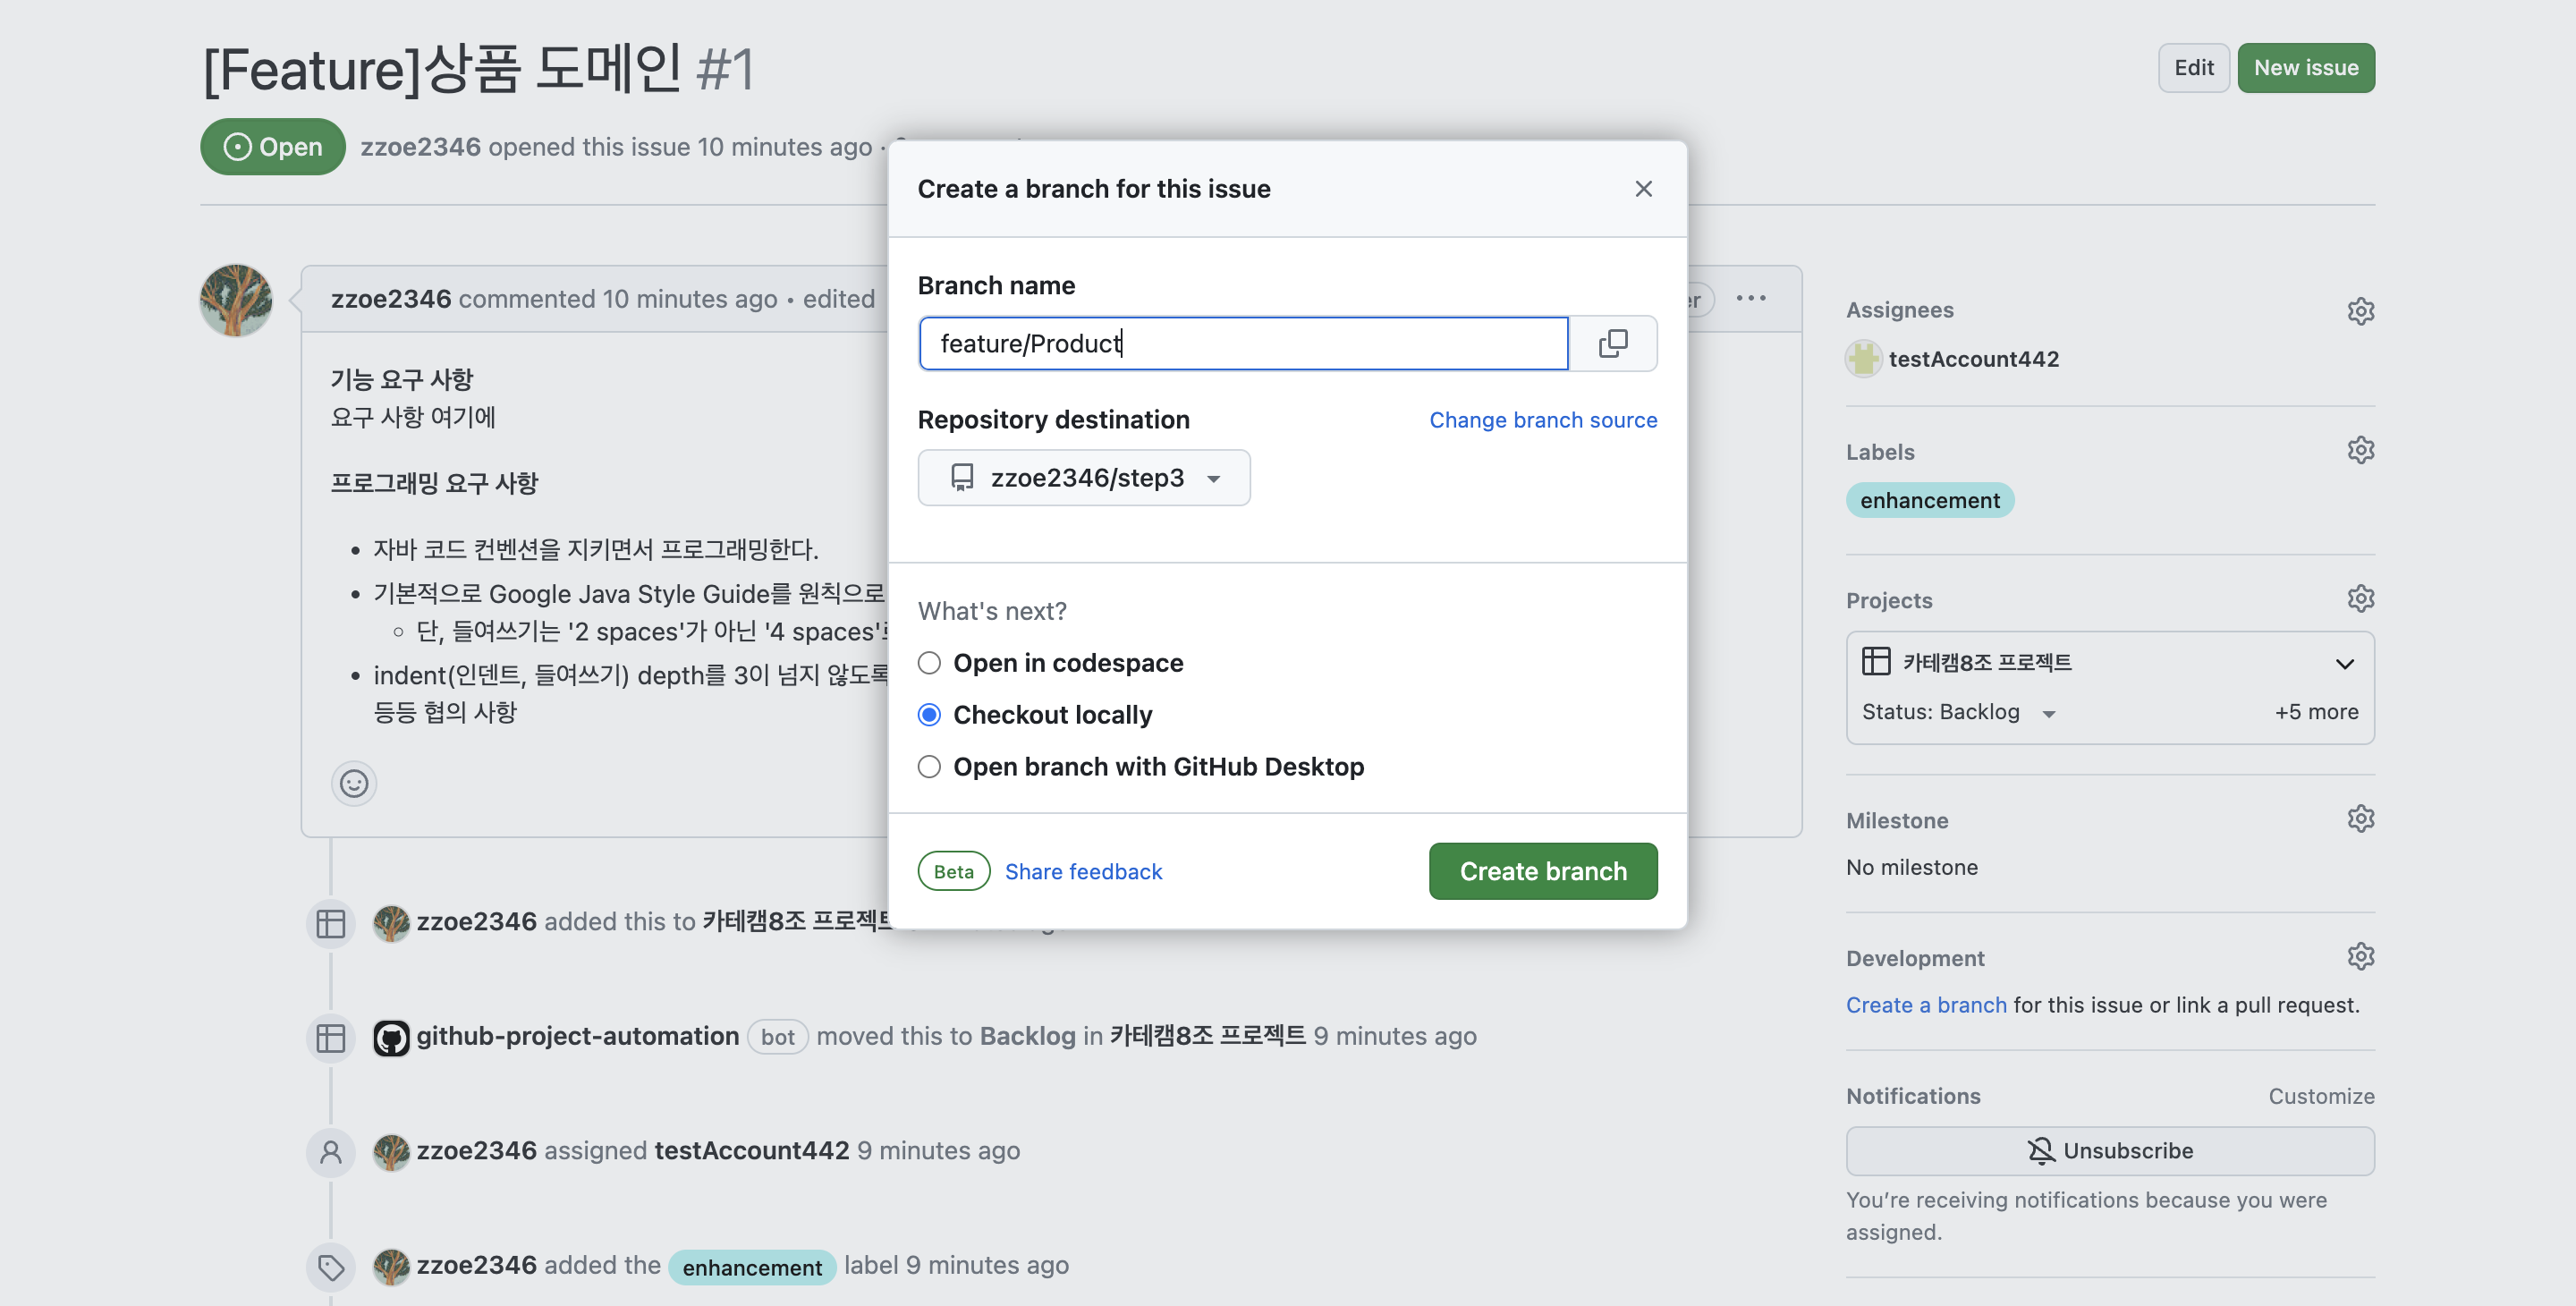 [Feature]상품 도메인 #1
Edit
New issue
Open
zzoe2346 opened this issue 10 minutes ago ·
Create a branch for this issue
zzoe2346 commented 10 minutes ago • edited
Branch name
feature/Product
Repository destination
Change branch source
zzoe2346/step3
What's next?
Open in codespace
Checkout locally
Open branch with GitHub Desktop
Beta
Share feedback
Create branch
기능 요구 사항
요구 사항 여기에
프로그래밍 요구 사항
• 자바 코드 컨벤션을 지키면서 프로그래밍한다.
• 기본적으로 Google Java Style Guide를 원칙으로
◦ 단, 들여쓰기는 '2 spaces'가 아닌 '4 spaces'로
• indent(인덴트, 들여쓰기) depth를 3이 넘지 않도록
등등 협의 사항
zzoe2346 added this to 카테캠8조 프로젝트
github-project-automation bot moved this to Backlog in 카테캠8조 프로젝트 9 minutes ago
zzoe2346 assigned testAccount442 9 minutes ago
zzoe2346 added the enhancement label 9 minutes ago
Assignees
testAccount442
Labels
enhancement
Projects
카테캠8조 프로젝트
Status: Backlog
+5 more
Milestone
No milestone
Development
Create a branch for this issue or link a pull request.
Notifications
Customize
Unsubscribe
You're receiving notifications because you were
assigned.